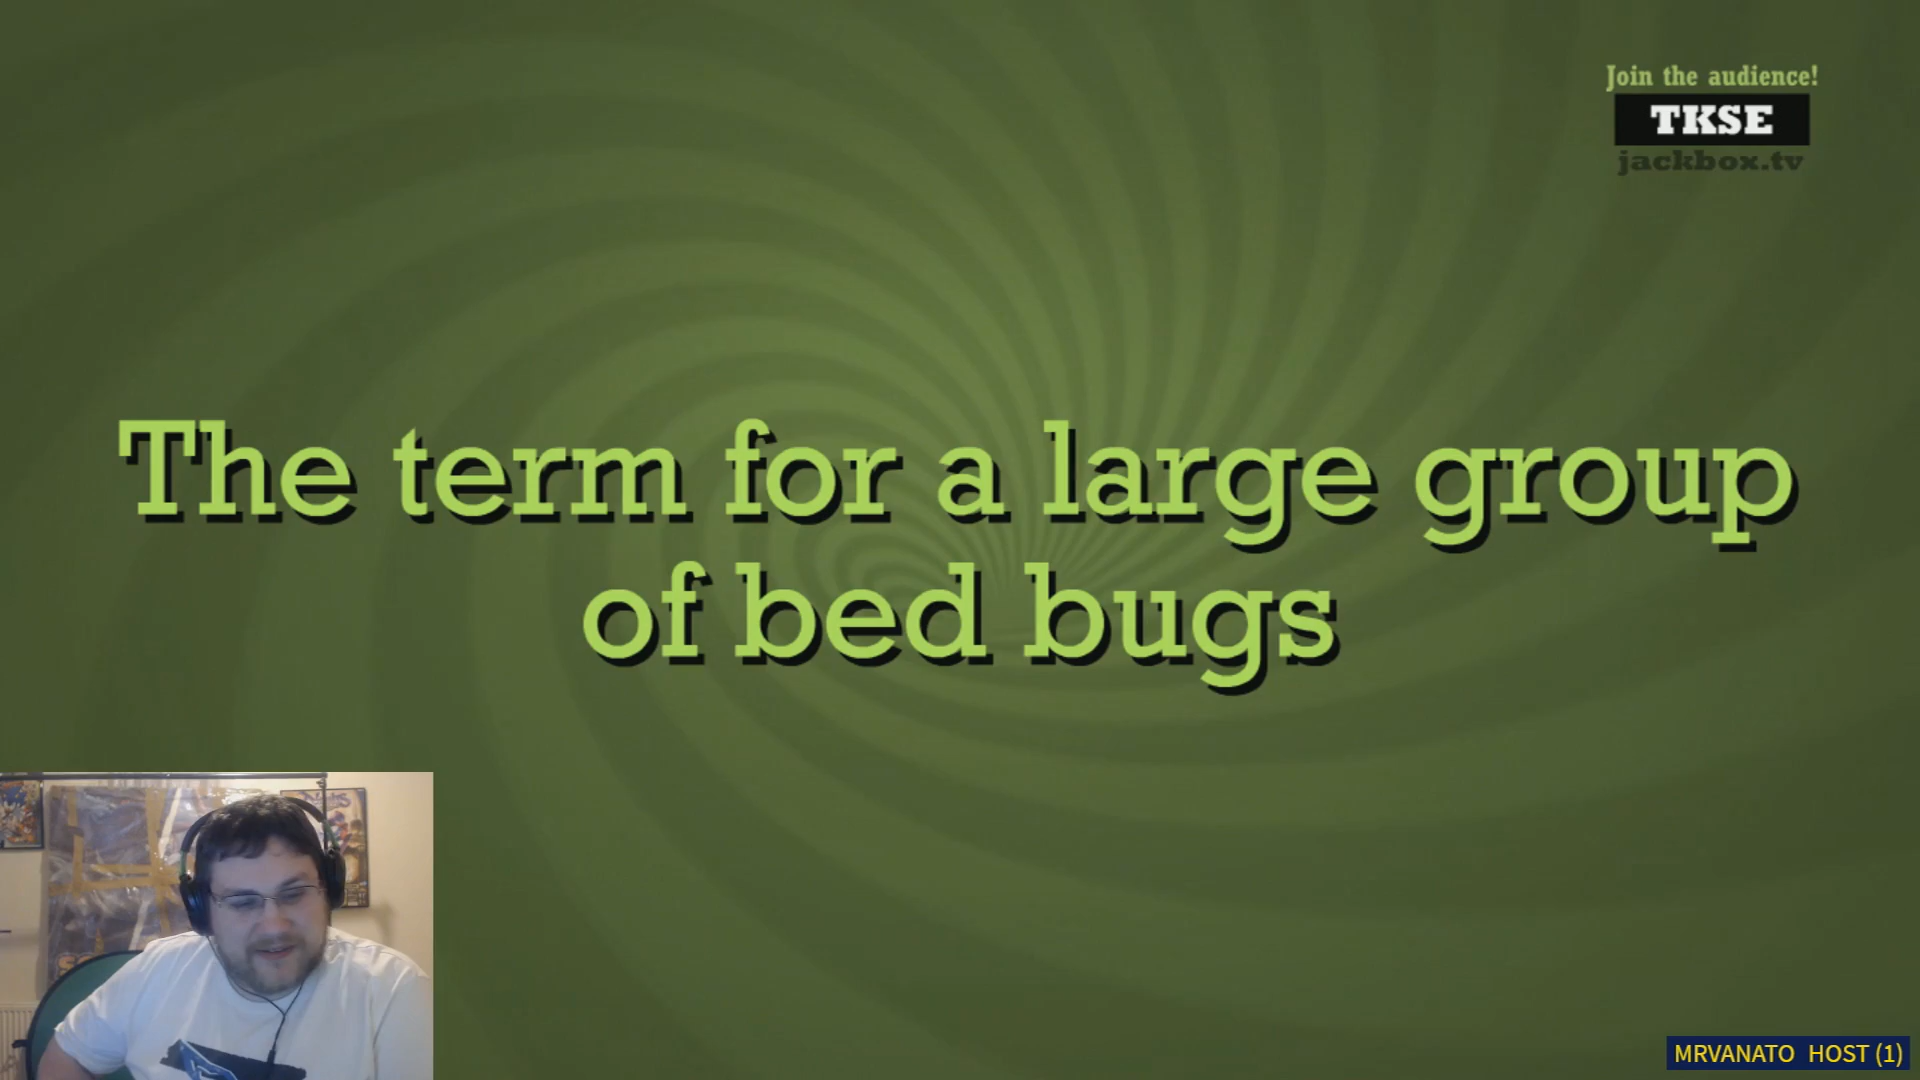 Join the audience!
TKSE
jackbox.tv
The term for a large group
of bed bugs
MRVANATO HOST (1)